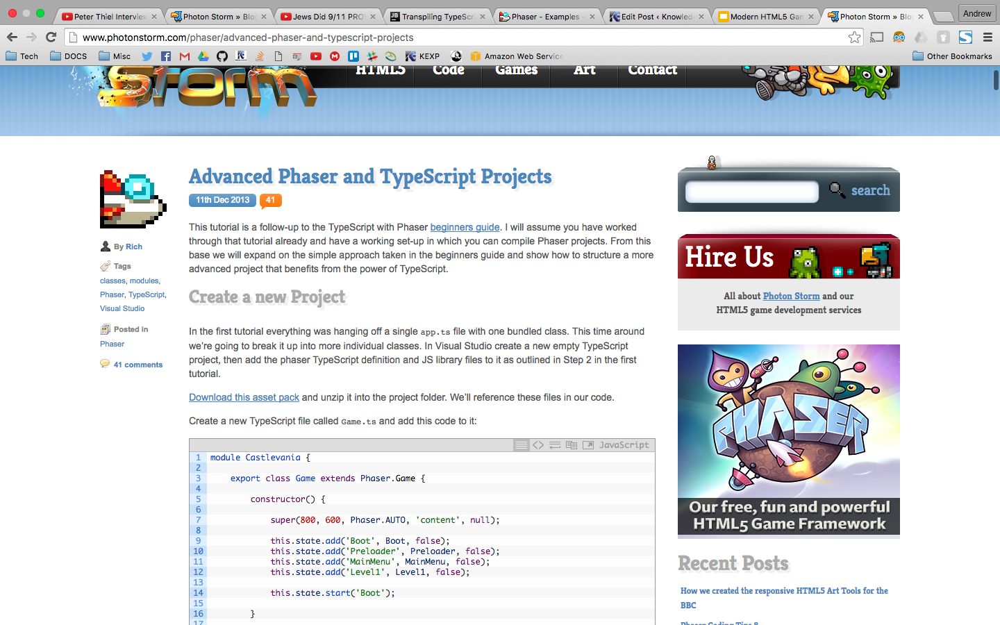 Peter Thiel Interview
Photon Storm » Blog
Jews Did 9/11 PRO
Transpiling TypeScr
Phaser - Examples -
Edit Post ‹ Knowled
Modern HTML5 Gam
Photon Storm » Blo
Andrew
www.photonstorm.com/phaser/advanced-phaser-and-typescript-projects
Tech
DOCS
Misc
KEXP
Amazon Web Service
Other Bookmarks
Storm
HTML5
Code
Games
Art
Contact
Advanced Phaser and TypeScript Projects
11th Dec 2013
41
By Rich
Tags
classes, modules,
Phaser, TypeScript,
Visual Studio
Posted in
Phaser
41 comments
This tutorial is a follow-up to the TypeScript with Phaser beginners guide. I will assume you have worked
through that tutorial already and have a working set-up in which you can compile Phaser projects. From this
base we will expand on the simple approach taken in the beginners guide and show how to structure a more
advanced project that benefits from the power of TypeScript.
Create a new Project
In the first tutorial everything was hanging off a single app.ts file with one bundled class. This time around
we're going to break it up into more individual classes. In Visual Studio create a new empty TypeScript
project, then add the phaser TypeScript definition and JS library files to it as outlined in Step 2 in the first
tutorial.
Download this asset pack and unzip it into the project folder. We'll reference these files in our code.
Create a new TypeScript file called Game.ts and add this code to it:
JavaScript
1 module Castlevania {
2
3 export class Game extends Phaser.Game {
4
5 constructor() {
6
7 super(800, 600, Phaser.AUTO, 'content', null);
8
9 this.state.add('Boot', Boot, false);
10 this.state.add('Preloader', Preloader, false);
11 this.state.add('MainMenu', MainMenu, false);
12 this.state.add('Level1', Level1, false);
13
14 this.state.start('Boot');
15
16 }
17
search
Hire Us
All about Photon Storm and our
HTML5 game development services
PHASER
Our free, fun and powerful
HTML5 Game Framework
Recent Posts
How we created the responsive HTML5 Art Tools for the
BBC
Phaser Coding Tips 8